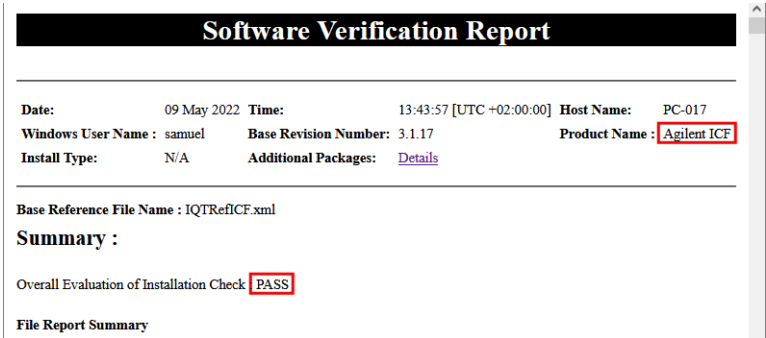 Software Verification Report
Date: 09 May 2022 Time: 13:43:57 [UTC +02:00:00] Host Name: PC-017
Windows User Name : samuel Base Revision Number: 3.1.17 Product Name : Agilent ICF
Install Type: N/A Additional Packages: Details
Base Reference File Name : IQTRefICF.xml
Summary :
Overall Evaluation of Installation Check : PASS
File Report Summary